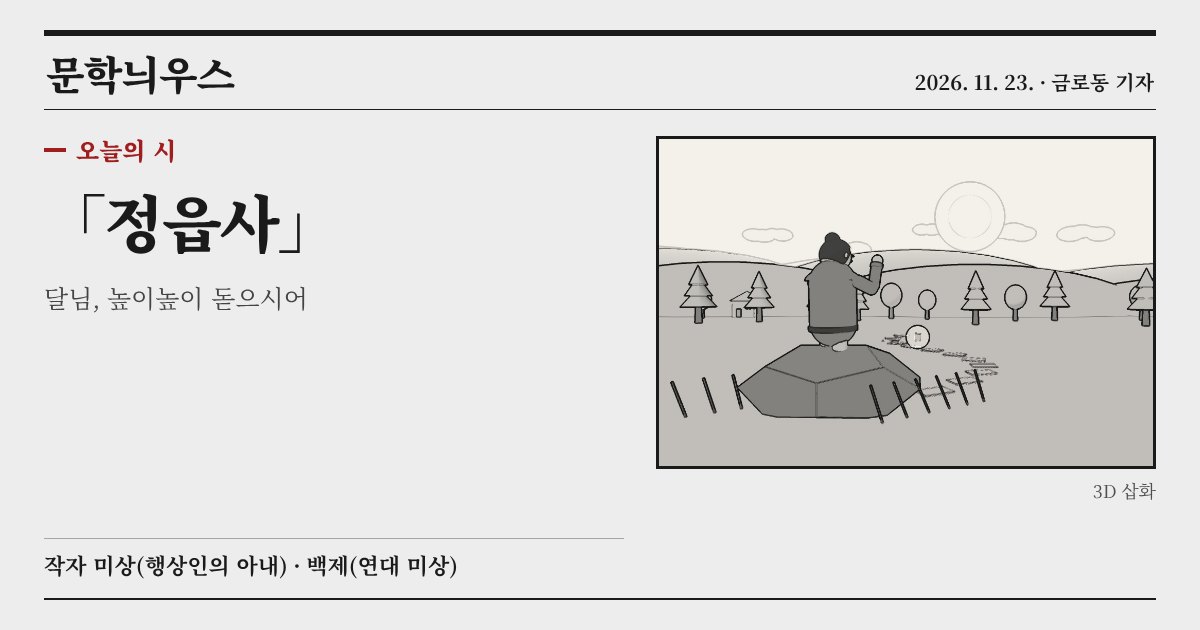 문학늬우스
2026. 11. 23. · 금로동 기자
오늘의 시
「정읍사」
달님, 높이높이 돋으시어
3D 삽화
작자 미상(행상인의 아내) · 백제(연대 미상)